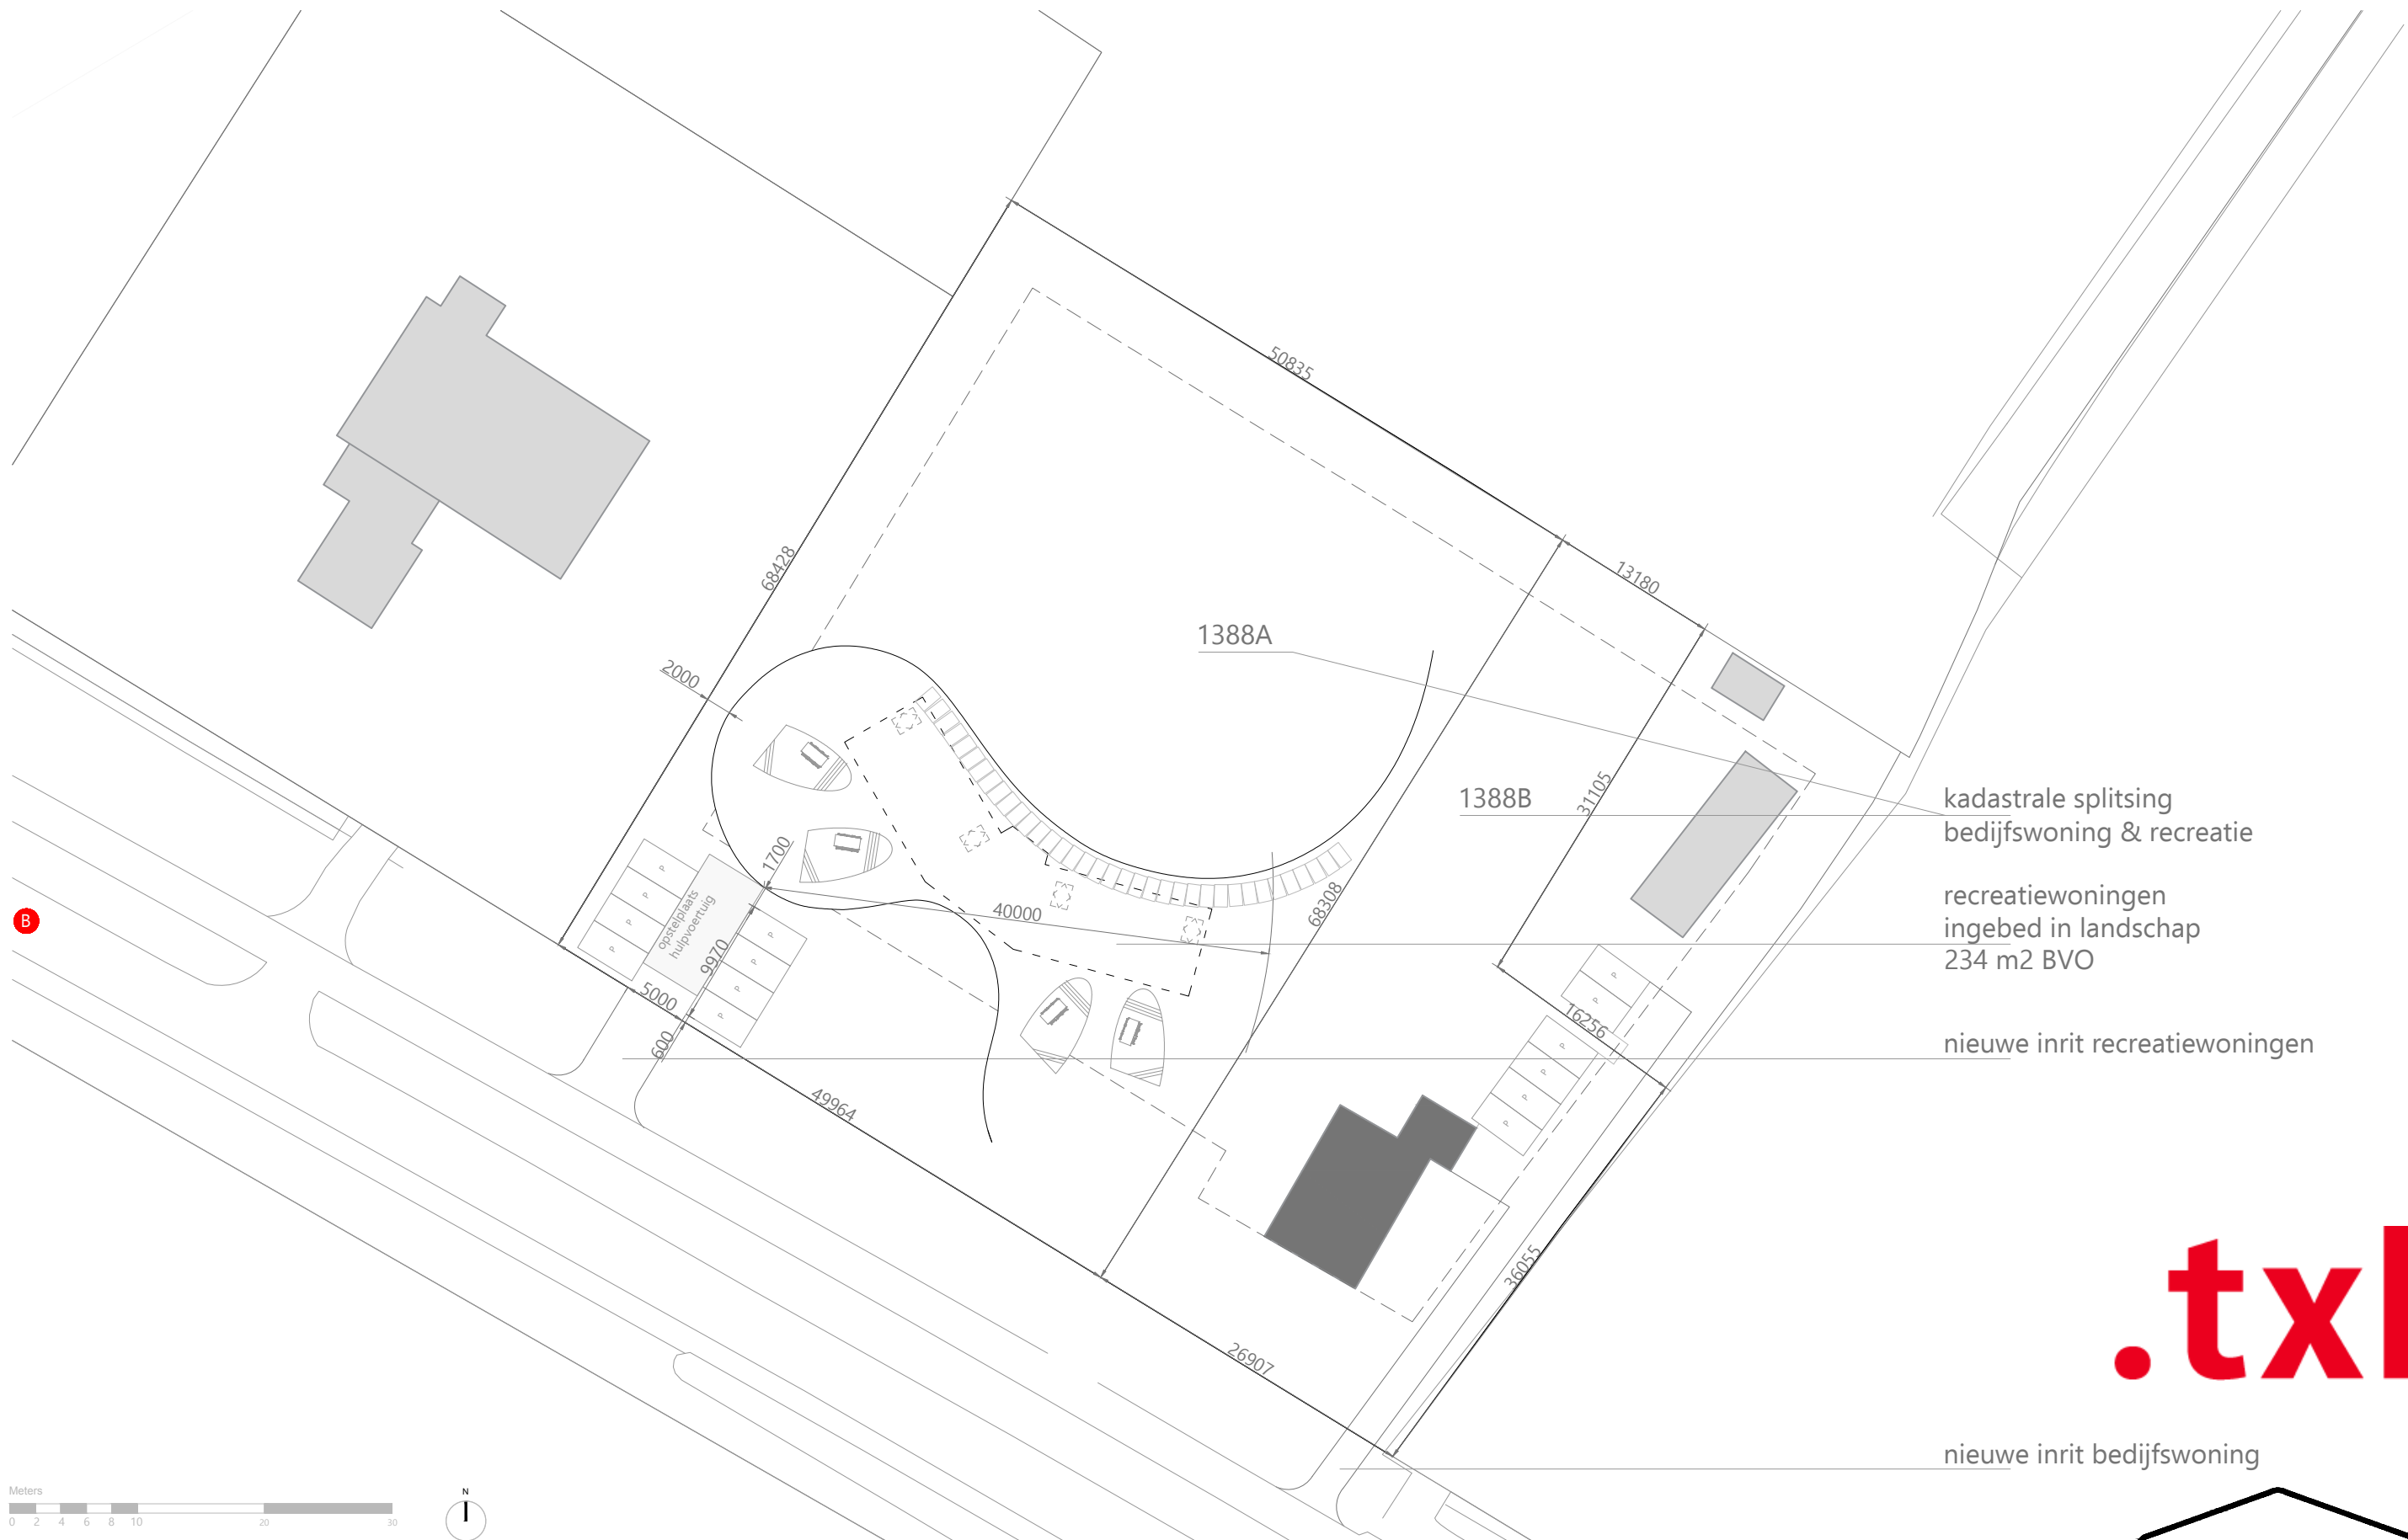 50835
13180
68428
1388A
2000
31105
1388B
kadastrale splitsing
bedijfswoning & recreatie
1700
recreatiewoningen
ingebed in landschap
234 m2 BVO
68308
40000
P
P
P
P
opstelplaats
hulpvoertuig
P
P
P
P
9970
5000
600
B
P
P
16256
nieuwe inrit recreatiewoningen
P
P
P
P
49964
36055
26907
.txl
nieuwe inrit bedijfswoning
Meters
0 2 4 6 8 10 20 30
N